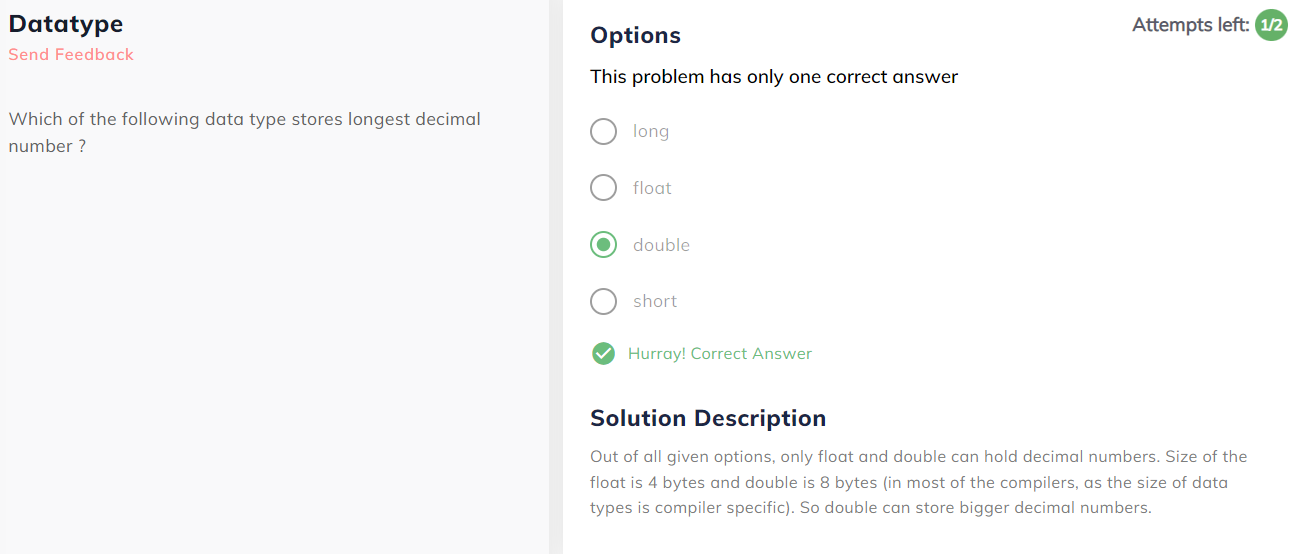 Datatype
Send Feedback
Which of the following data type stores longest decimal
number ?
Options
Attempts left: 1/2
This problem has only one correct answer
long
float
double
short
Hurray! Correct Answer
Solution Description
Out of all given options, only float and double can hold decimal numbers. Size of the
float is 4 bytes and double is 8 bytes (in most of the compilers, as the size of data
types is compiler specific). So double can store bigger decimal numbers.